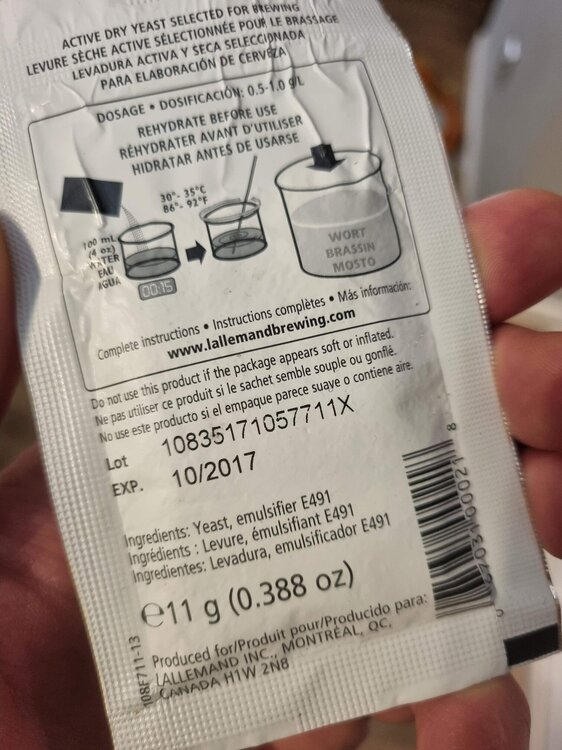 ACTIVE DRY YEAST SELECTED FOR BREWING
LEVURE SÈCHE ACTIVE SÉLECTIONNÉE POUR LE BRASSAGE
LEVADURA ACTIVA Y SECA SELECCIONADA
PARA ELABORACIÓN DE CERVEZA
DOSAGE • DOSIFICACIÓN: 0.5-1.0 g/L
REHYDRATE BEFORE USE
RÉHYDRATER AVANT D'UTILISER
HIDRATAR ANTES DE USARSE
30°- 35°C
86°- 92°F
100 mL
(4 oz)
WATER
EAU
AGUA
00:15
WORT
BRASSIN
MOSTO
Complete instructions • Instructions complètes • Más información:
www.lallemandbrewing.com
Do not use this product if the package appears soft or inflated.
Ne pas utiliser ce produit si le sachet semble souple ou gonflé.
No use este producto si el empaque parece suave o contiene aire.
Lot 10835171057711X
EXP. 10/2017
Ingredients: Yeast, emulsifier E491
Ingrédients : Levure, émulsifiant E491
Ingredientes: Levadura, emulsificador E491
℮11 g (0.388 oz)
Produced for/Produit pour/Producido para:
LALLEMAND INC., MONTRÉAL, QC,
CANADA H1W 2N8
108F711-13